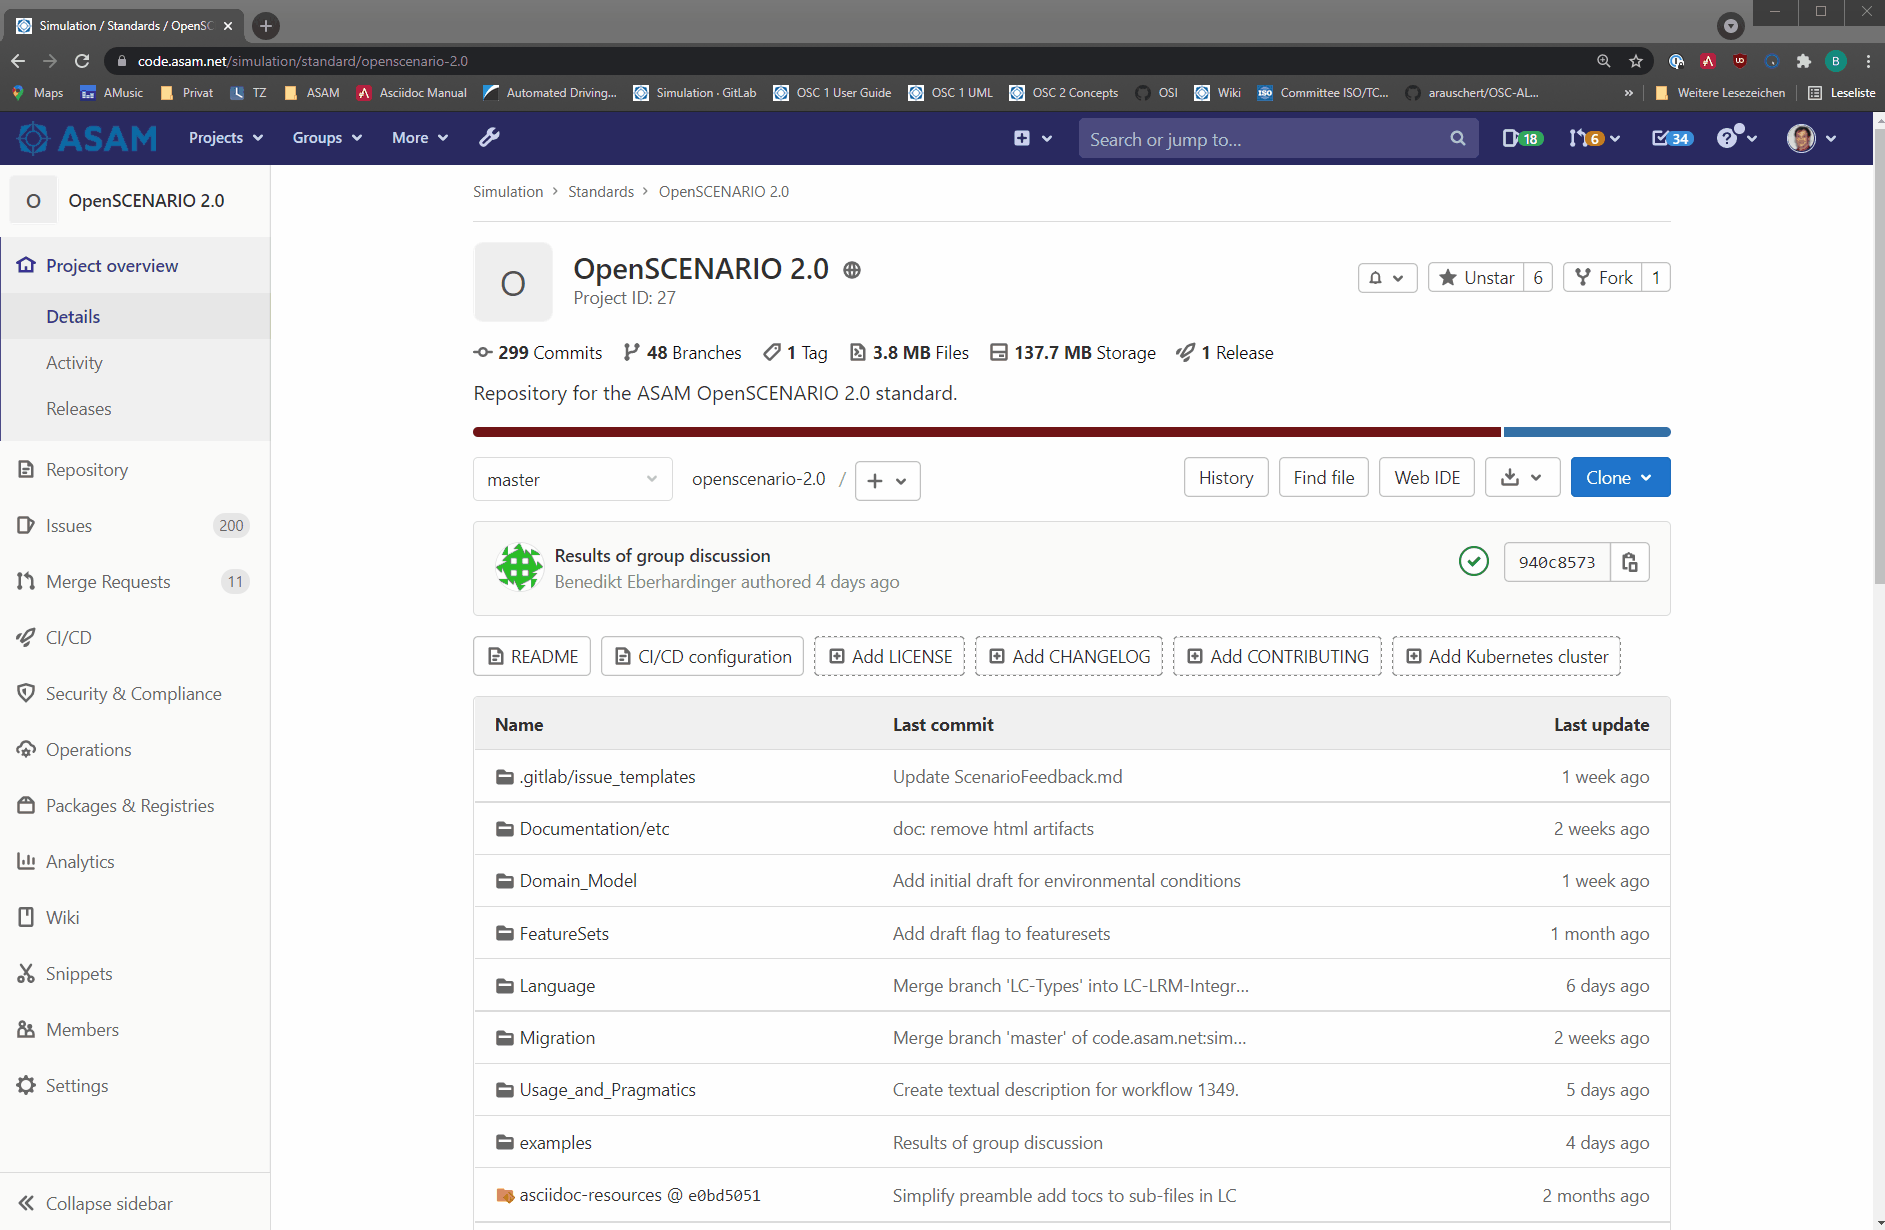 Simulation / Standards / OpenSC
code.asam.net/simulation/standard/openscenario-2.0
B
Maps AMusic Privat TZ ASAM Asciidoc Manual Automated Driving... Simulation · GitLab OSC 1 User Guide OSC 1 UML OSC 2 Concepts OSI Wiki Committee ISO/TC... arauschert/OSC-AL... » Weitere Lesezeichen Leseliste
ASAM Projects Groups More Search or jump to... 18 6 34
O OpenSCENARIO 2.0
Project overview
Details
Activity
Releases
Repository
Issues 200
Merge Requests 11
CI/CD
Security & Compliance
Operations
Packages & Registries
Analytics
Wiki
Snippets
Members
Settings
Collapse sidebar
Simulation > Standards > OpenSCENARIO 2.0
O
OpenSCENARIO 2.0
Project ID: 27
Unstar 6 Fork 1
299 Commits 48 Branches 1 Tag 3.8 MB Files 137.7 MB Storage 1 Release
Repository for the ASAM OpenSCENARIO 2.0 standard.
master openscenario-2.0 / + History Find file Web IDE Clone
Results of group discussion
Benedikt Eberhardinger authored 4 days ago
940c8573
README CI/CD configuration Add LICENSE Add CHANGELOG Add CONTRIBUTING Add Kubernetes cluster
Name Last commit Last update
.gitlab/issue_templates Update ScenarioFeedback.md 1 week ago
Documentation/etc doc: remove html artifacts 2 weeks ago
Domain_Model Add initial draft for environmental conditions 1 week ago
FeatureSets Add draft flag to featuresets 1 month ago
Language Merge branch 'LC-Types' into LC-LRM-Integr... 6 days ago
Migration Merge branch 'master' of code.asam.net:sim... 2 weeks ago
Usage_and_Pragmatics Create textual description for workflow 1349. 5 days ago
examples Results of group discussion 4 days ago
asciidoc-resources @ e0bd5051 Simplify preamble add tocs to sub-files in LC 2 months ago